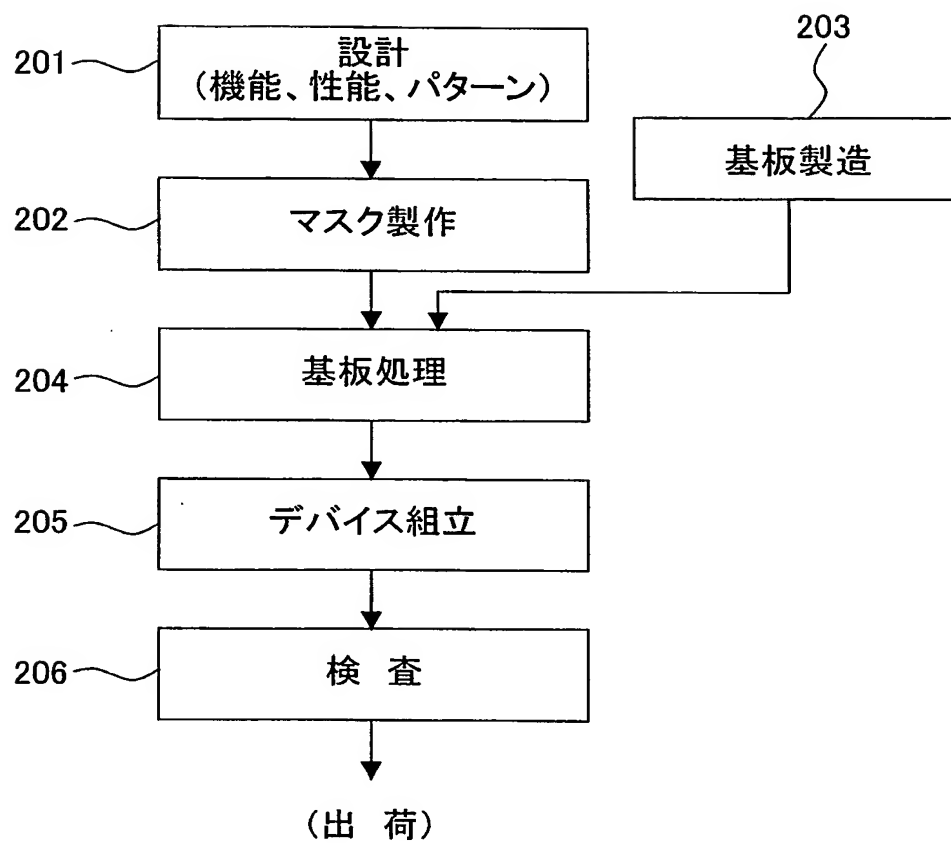 201
設計
(機能、性能、パターン)
203
基板製造
202
マスク製作
204
基板処理
205
デバイス組立
206
検 査
(出 荷)